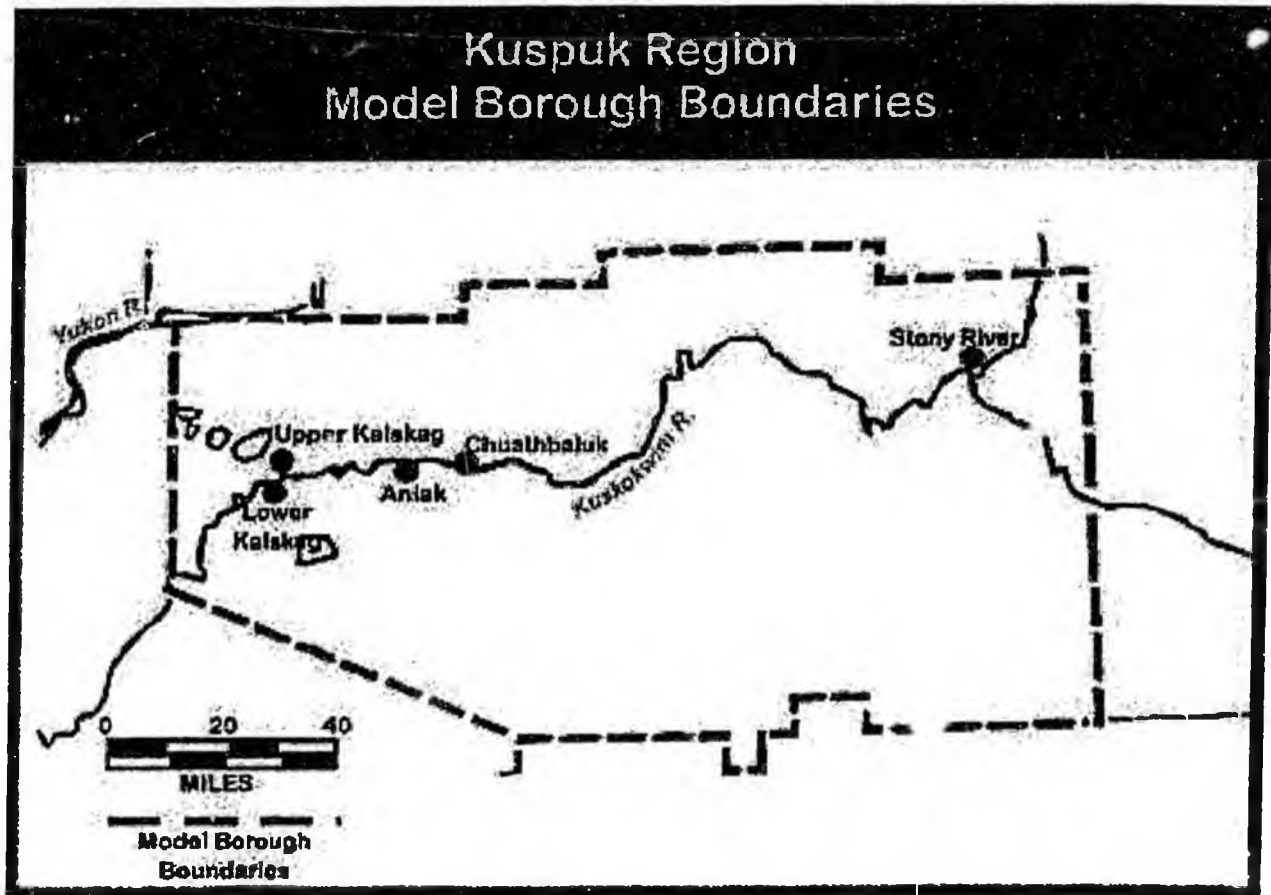 Kuspuk Region
Model Borough Boundaries
Yukon R.
Stony River
Upper Kalskag
Chuathbaluk
Aniak
Kuskokwim R.
Lower
Kalskag
0 20 40
MILES
Model Borough
Boundaries